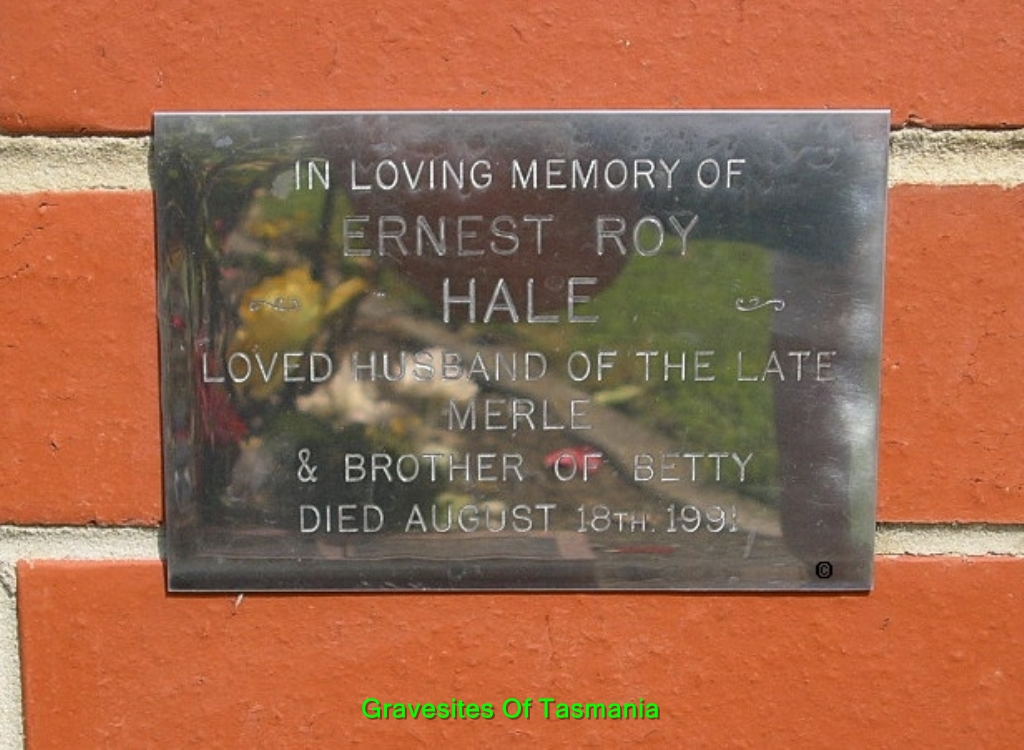 IN LOVING MEMORY OF
ERNEST ROY
HALE
LOVED HUSBAND OF THE LATE
MERLE
& BROTHER OF BETTY
DIED AUGUST 18TH. 1991
©
Gravesites Of Tasmania